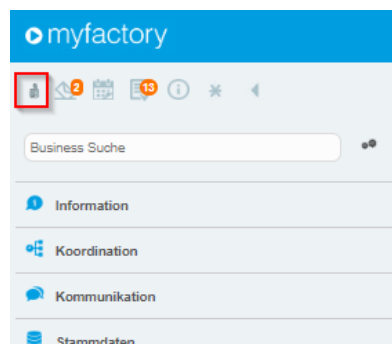 myfactory
2
13
Business Suche
Information
Koordination
Kommunikation
Stammdaten